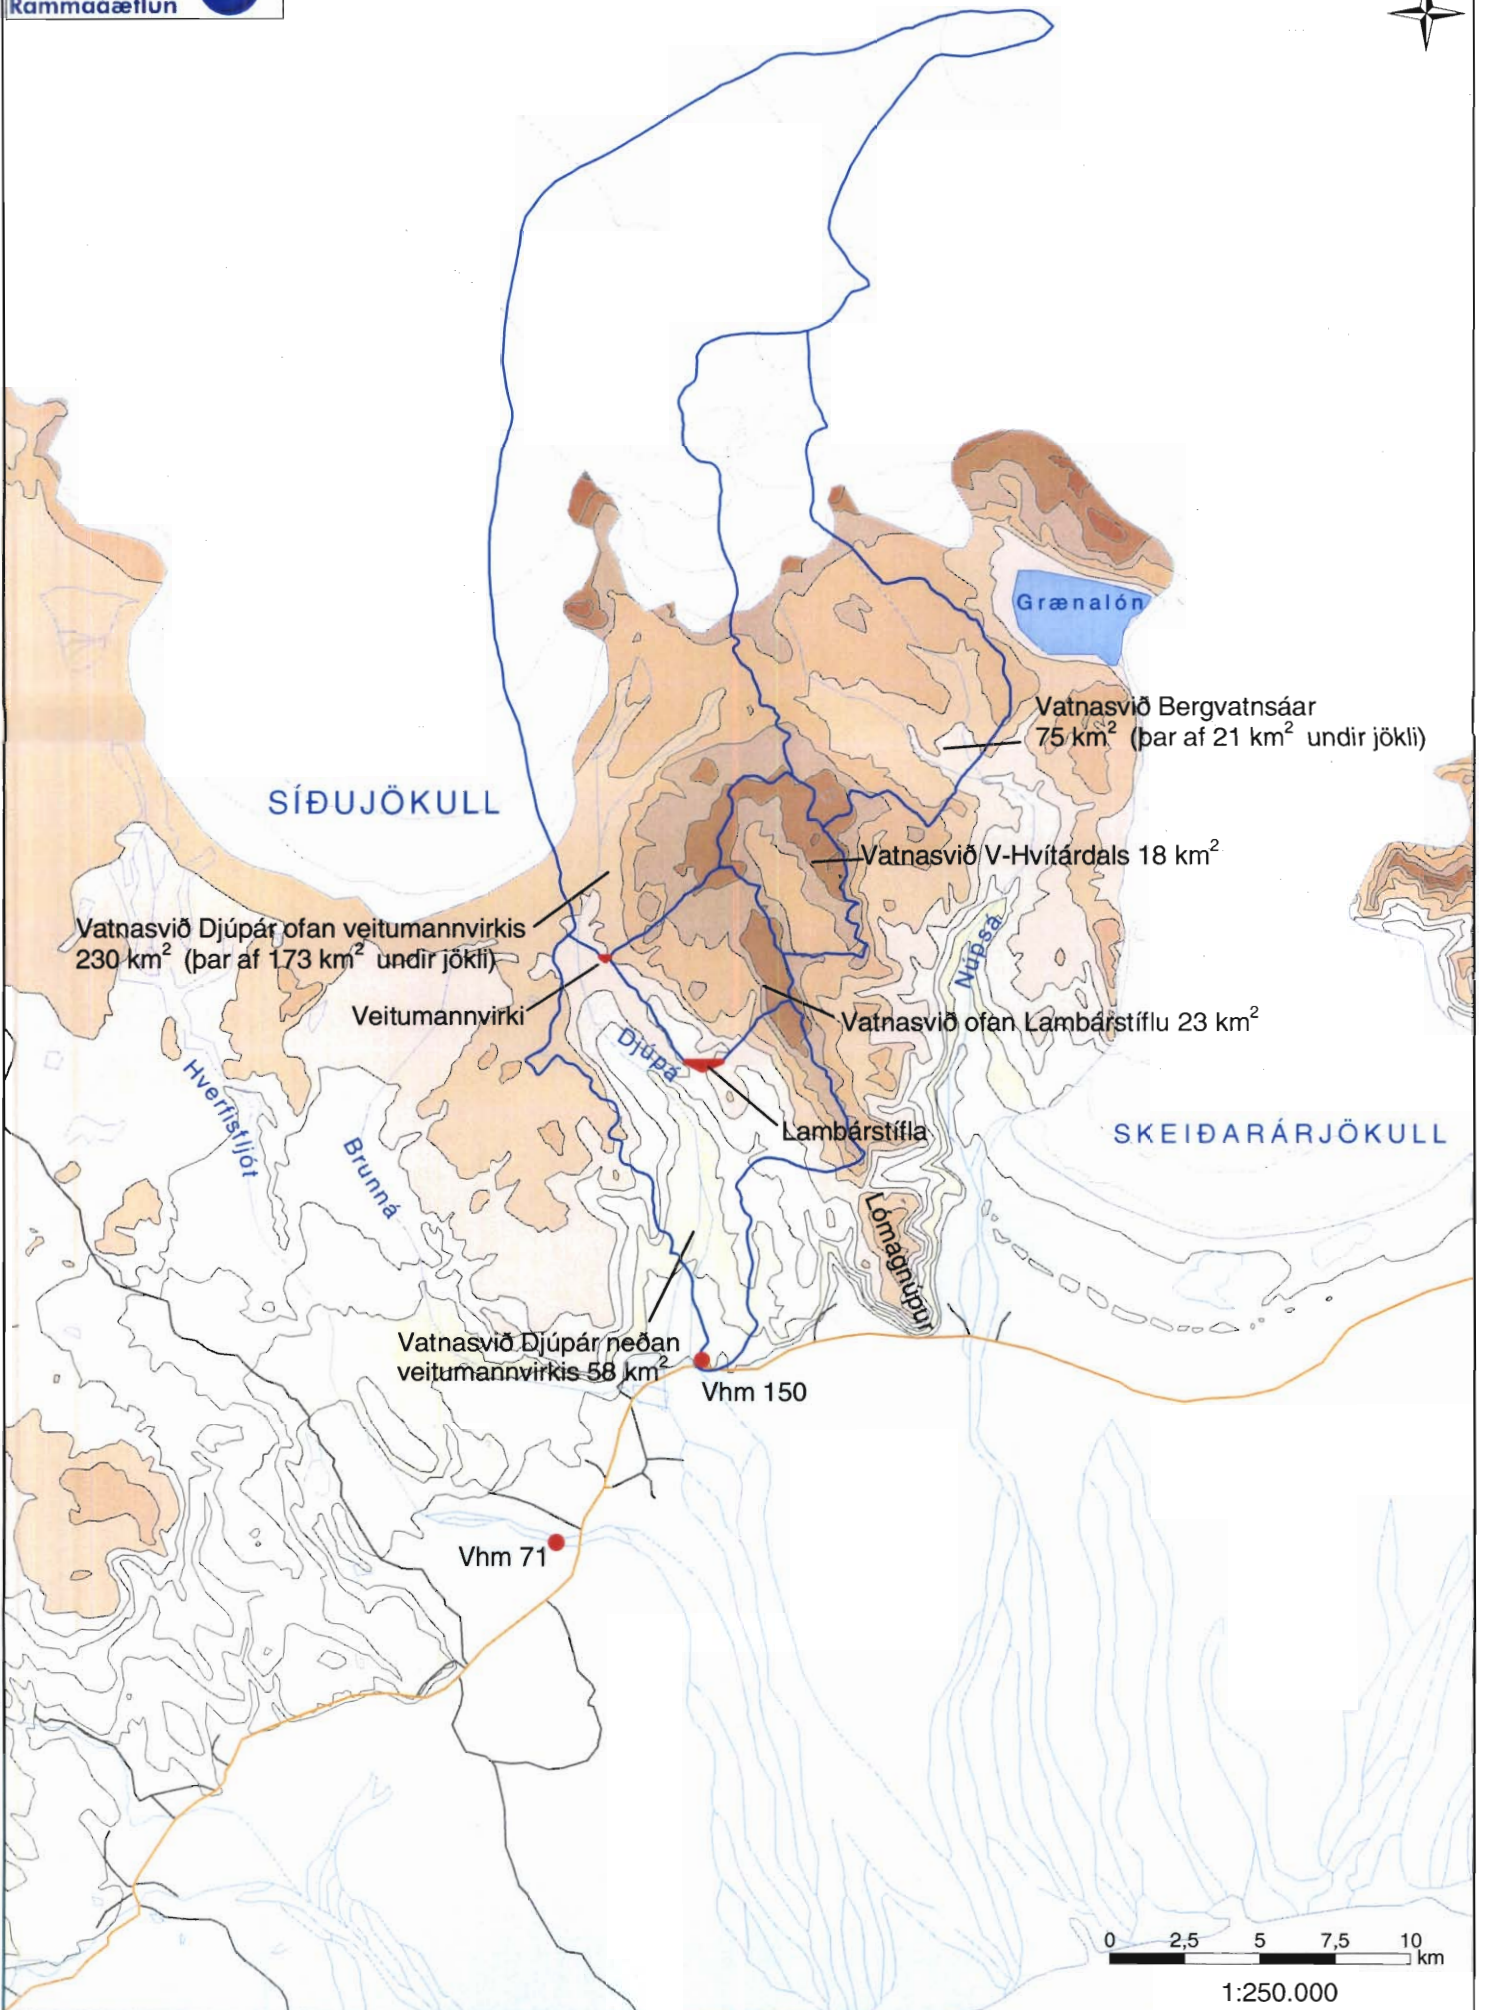 Rammaáætlun
Grænalón
Vatnasvið Bergvatnsáar
75 km² (þar af 21 km² undir jökli)
SÍÐUJÖKULL
Vatnasvið V-Hvítárdals 18 km²
Vatnasvið Djúpár ofan veitumannvirkis
230 km² (þar af 173 km² undir jökli)
Núpsá
Veitumannvirki
Vatnasvið ofan Lambárstíflu 23 km²
Djúpá
Hverfisfljót
Brunná
Lambárstífla
SKEIÐARÁRJÖKULL
Lómagnúpur
Vatnasvið Djúpár neðan
veitumannvirkis 58 km²
Vhm 150
Vhm 71
0 2,5 5 7,5 10
km
1:250.000